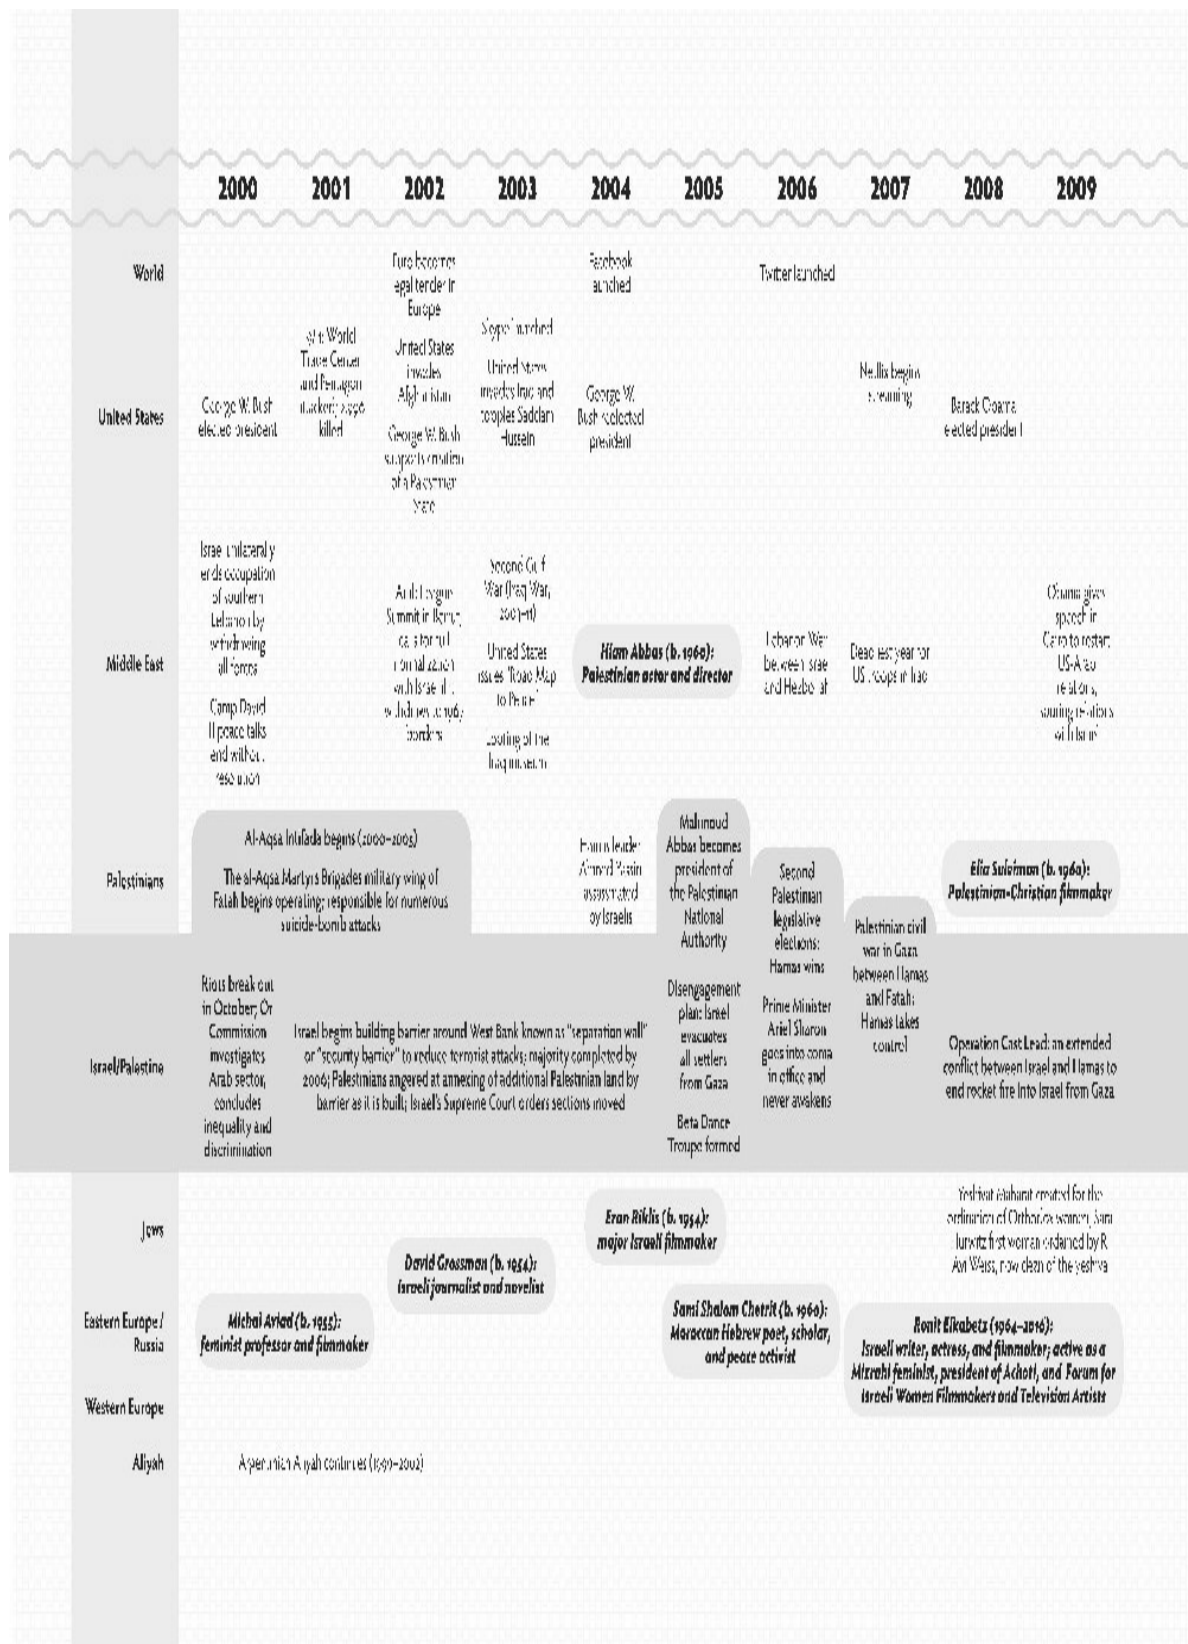 2000 2001 2002 2003 2004 2005 2006 2007 2008 2009
World
Euro becomes
legal tender in
Europe
Facebook
launched
Twitter launched
United States
George W. Bush
elected president
9/11: World
Trade Center
and Pentagon
killed
United States
invades
Afghanistan
George W. Bush
supports creation
of a Palestinian
State
Skype launched
United States
invades Iraq and
topples Saddam
Hussein
George W.
Bush reelected
president
Netflix begins
streaming
Barack Obama
elected president
Middle East
Israel unilaterally
ends occupation
of southern
Lebanon by
withdrawing
all forces
Camp David
II peace talks
end without
resolution
Arab League
Summit in Beirut
calls for full
normalization
with Israel if it
withdraws to 1967
borders
Second Gulf
War (Iraq War,
2003–11)
United States
issues "Road Map
to Peace"
Looting of the
Iraq museum
Hiam Abbas (b. 1960):
Palestinian actor and director
Lebanon War
between Israel
and Hezbollah
Deadliest year for
US troops in Iraq
Obama gives
speech in
Cairo to restart
US-Arab
relations,
souring relations
with Israel
Palestinians
Al-Aqsa Intifada begins (2000–2005)
The al-Aqsa Martyrs Brigades military wing of
Fatah begins operating; responsible for numerous
suicide-bomb attacks
Hamas leader
Ahmed Yassin
assassinated
by Israelis
Mahmoud
Abbas becomes
president of
the Palestinian
National
Authority
Second
Palestinian
legislative
elections:
Hamas wins
Palestinian civil
war in Gaza
between Hamas
and Fatah;
Hamas takes
control
Elia Suleiman (b. 1960):
Palestinian-Christian filmmaker
Israel/Palestine
Riots break out
in October; Or
Commission
investigates
Arab sector,
concludes
inequality and
discrimination
Israel begins building barrier around West Bank known as "separation wall"
or "security barrier" to reduce terrorist attacks; majority completed by
2006; Palestinians angered at annexing of additional Palestinian land by
barrier as it is built; Israel's Supreme Court orders sections moved
Disengagement
plan: Israel
evacuates
all settlers
from Gaza
Beta Dance
Troupe formed
Prime Minister
Ariel Sharon
goes into coma
in office and
never awakens
Operation Cast Lead: an extended
conflict between Israel and Hamas to
end rocket fire into Israel from Gaza
Jews
David Grossman (b. 1954):
Israeli journalist and novelist
Eran Riklis (b. 1954):
major Israeli filmmaker
Yeshivat Maharat created for the
ordination of Orthodox women; Sara
Hurwitz first woman ordained by R.
Avi Weiss, now dean of the yeshiva
Eastern Europe /
Russia
Michal Aviad (b. 1955):
feminist professor and filmmaker
Sami Shalom Chetrit (b. 1960):
Moroccan Hebrew poet, scholar,
and peace activist
Ronit Elkabetz (1964–2016):
Israeli writer, actress, and filmmaker; active as a
Mizrahi feminist, president of Achoti, and Forum for
Israeli Women Filmmakers and Television Artists
Western Europe
Aliyah
Argentinian Aliyah continues (1999–2002)